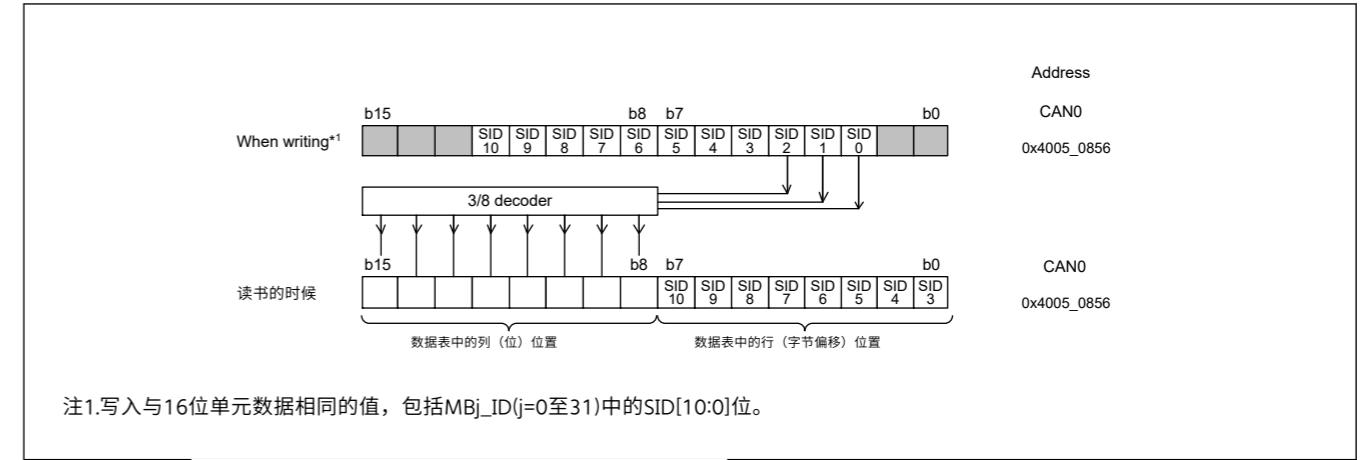 Address
b15 b8 b7 b0 CAN0
When writing*1 SID 10 SID 9 SID 8 SID 7 SID 6 SID 5 SID 4 SID 3 SID 2 SID 1 SID 0 0x4005_0856
3/8 decoder
b15 b8 b7 b0 CAN0
读书的时候 SID 10 SID 9 SID 8 SID 7 SID 6 SID 5 SID 4 SID 3 0x4005_0856
数据表中的列（位）位置 数据表中的行（字节偏移）位置
注1.写入与16位单元数据相同的值，包括MBj_ID(j=0至31)中的SID[10:0]位。